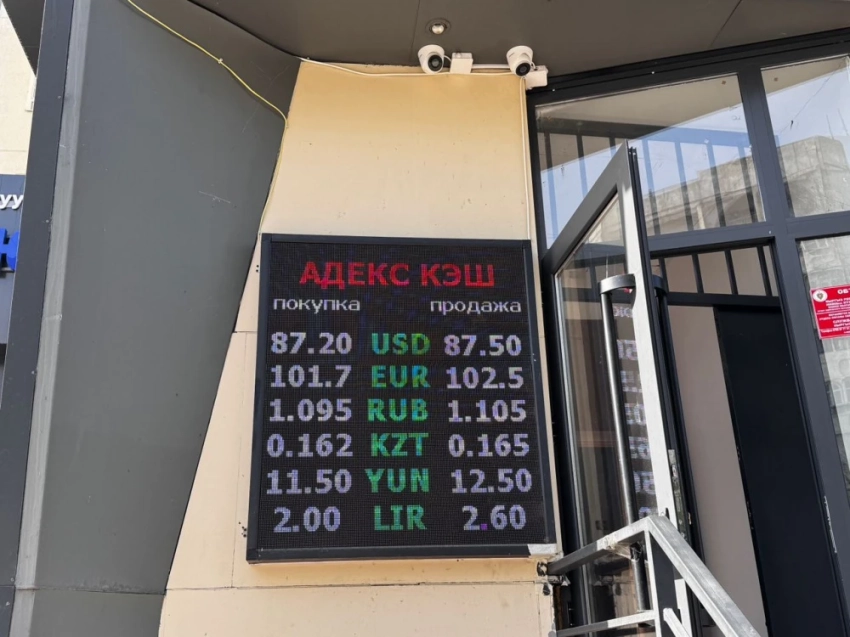 АДЕКС КЭШ
покупка продажа
87.20 USD 87.50
101.7 EUR 102.5
1.095 RUB 1.105
0.162 KZT 0.165
11.50 YUN 12.50
2.00 LIR 2.60